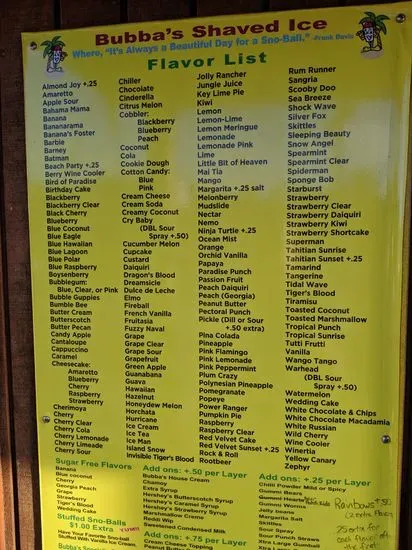 Bubba's Shaved Ice
Where, "It's Always a Beautiful Day for a Sno-Ball." -Frank Davis
Flavor List
Almond Joy +.25
Amaretto
Apple Sour
Bahama Mama
Banana
Bananarama
Banana's Foster
Barbie
Barney
Batman
Beach Party +.25
Berry Wine Cooler
Bird of Paradise
Birthday Cake
Blackberry
Blackberry Clear
Black Cherry
Blueberry
Blue Coconut
Blue Eagle
Blue Hawaiian
Blue Lagoon
Blue Polar
Blue Raspberry
Boysenberry
Bubblegum:
Blue, Clear, or Pink
Bubble Guppies
Bumble Bee
Butter Cream
Butterscotch
Butter Pecan
Candy Apple
Cantaloupe
Cappuccino
Caramel
Cheesecake:
Amaretto
Blueberry
Cherry
Raspberry
Strawberry
Cherimoya
Cherry
Cherry Clear
Cherry Cola
Cherry Lemonade
Cherry Limeade
Cherry Sour
Chiller
Chocolate
Cinderella
Citrus Melon
Cobbler:
Blackberry
Blueberry
Peach
Coconut
Cola
Cookie Dough
Cotton Candy:
Blue
Pink
Cream Cheese
Cream Soda
Creamy Coconut
Cry Baby
(DBL Sour
Spray +.50)
Cucumber Melon
Cupcake
Custard
Daiquiri
Dragon's Blood
Dreamsicle
Dulce de Leche
Elmo
Fireball
French Vanilla
Fruitasia
Fuzzy Naval
Grape
Grape Clear
Grape Sour
Grapefruit
Green Apple
Guanabana
Guava
Hawaiian
Hazelnut
Honeydew Melon
Horchata
Hurricane
Ice Cream
Ice Tea
Ice Man
Island Snow
Invisible Tiger's Blood
Jolly Rancher
Jungle Juice
Key Lime Pie
Kiwi
Lemon
Lemon-Lime
Lemon Meringue
Lemonade
Lime
Little Bit of Heaven
Mai Tia
Mango
Margarita +.25 salt
Melonberry
Mudslide
Nectar
Nemo
Ninja Turtle +.25
Ocean Mist
Orange
Orchid Vanilla
Papaya
Paradise Punch
Passion Fruit
Peach Daiquiri
Peach (Georgia)
Peanut Butter
Pectoral Punch
Pickle (Dill or Sour
+.50 extra)
Pina Colada
Pineapple
Pink Flamingo
Pink Lemonade
Pink Peppermint
Plum Crazy
Polynesian Pineapple
Pomegranate
Popeye
Power Ranger
Pumpkin Pie
Raspberry
Raspberry Clear
Red Velvet Cake
Red Velvet Sunset +.25
Rock & Roll
Rootbeer
Rum Runner
Sangria
Scooby Doo
Sea Breeze
Shock Wave
Silver Fox
Skittles
Sleeping Beauty
Snow Angel
Spearmint
Spearmint Clear
Spiderman
Sponge Bob
Starburst
Strawberry
Strawberry Clear
Strawberry Daiquiri
Strawberry Kiwi
Strawberry Shortcake
Superman
Tahitian Sunrise
Tahitian Sunset +.25
Tamarind
Tangerine
Tidal Wave
Tiger's Blood
Tiramisu
Toasted Coconut
Toasted Marshmallow
Tropical Punch
Tropical Sunrise
Tutti Frutti
Vanilla
Wango Tango
Warhead
(DBL Sour
Spray +.50)
Watermelon
Wedding Cake
White Chocolate & Chips
White Chocolate Macadamia
White Russian
Wild Cherry
Wine Cooler
Winertia
Yellow Canary
Zephyr
Sugar Free Flavors
Banana
Blue coconut
Cherry
Georgia Peach
Grape
Strawberry
Tiger's Blood
Wedding Cake
Stuffed Sno-Balls
$1.00 Extra
Have Your Favorite Sno-Ball
Stuffed With Vanilla Ice Cream.
Add ons: +.50 per Layer
Bubba's House Cream
Chamoy
Extra Syrup
Hershey's Butterscotch Syrup
Hershey's Caramel Syrup
Hershey's Strawberry Syrup
Marshmallow Creme
Reddi Wip
Sweetened Condensed Milk
Add ons: +.75 per Layer
Add ons: +.25 per Layer
Chili Powder Mild or Spicy
Gummi Bears
Gummi Worms
Jelly beans
Margarita Salt
Skittles
Sour Spray
Sour Punch Straws
Rainbows +.50